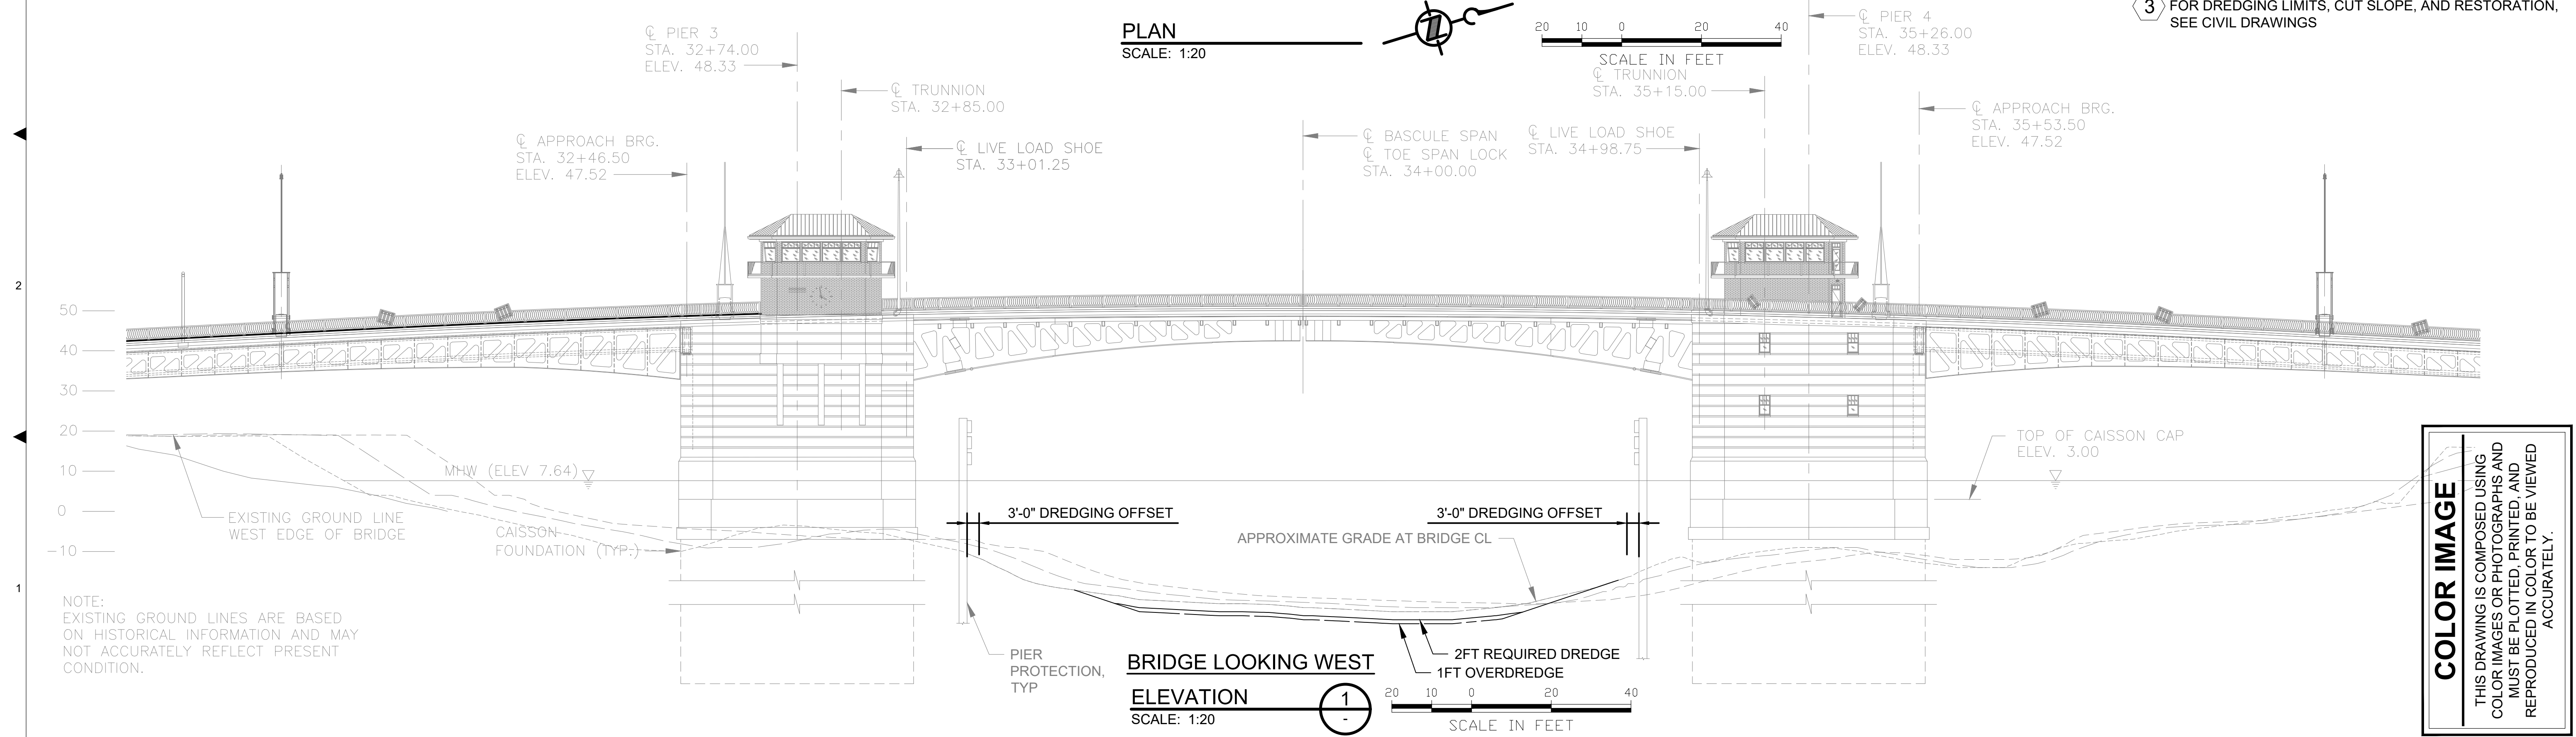 PLAN
SCALE: 1:20
20 10 0 20 40
SCALE IN FEET
3
FOR DREDGING LIMITS, CUT SLOPE, AND RESTORATION,
SEE CIVIL DRAWINGS
℄ PIER 3
STA. 32+74.00
ELEV. 48.33
℄ TRUNNION
STA. 32+85.00
℄ APPROACH BRG.
STA. 32+46.50
ELEV. 47.52
℄ LIVE LOAD SHOE
STA. 33+01.25
℄ BASCULE SPAN
℄ TOE SPAN LOCK
STA. 34+00.00
℄ LIVE LOAD SHOE
STA. 34+98.75
℄ TRUNNION
STA. 35+15.00
℄ PIER 4
STA. 35+26.00
ELEV. 48.33
℄ APPROACH BRG.
STA. 35+53.50
ELEV. 47.52
2
50
40
30
20
10
0
-10
1
MHW (ELEV 7.64)
EXISTING GROUND LINE
WEST EDGE OF BRIDGE
CAISSON
FOUNDATION (TYP.)
3'-0" DREDGING OFFSET
3'-0" DREDGING OFFSET
APPROXIMATE GRADE AT BRIDGE CL
TOP OF CAISSON CAP
ELEV. 3.00
NOTE:
EXISTING GROUND LINES ARE BASED
ON HISTORICAL INFORMATION AND MAY
NOT ACCURATELY REFLECT PRESENT
CONDITION.
PIER
PROTECTION,
TYP
2FT REQUIRED DREDGE
1FT OVERDREDGE
BRIDGE LOOKING WEST
ELEVATION
SCALE: 1:20
1
-
20 10 0 20 40
SCALE IN FEET
COLOR IMAGE
THIS DRAWING IS COMPOSED USING
COLOR IMAGES OR PHOTOGRAPHS AND
MUST BE PLOTTED, PRINTED, AND
REPRODUCED IN COLOR TO BE VIEWED
ACCURATELY.